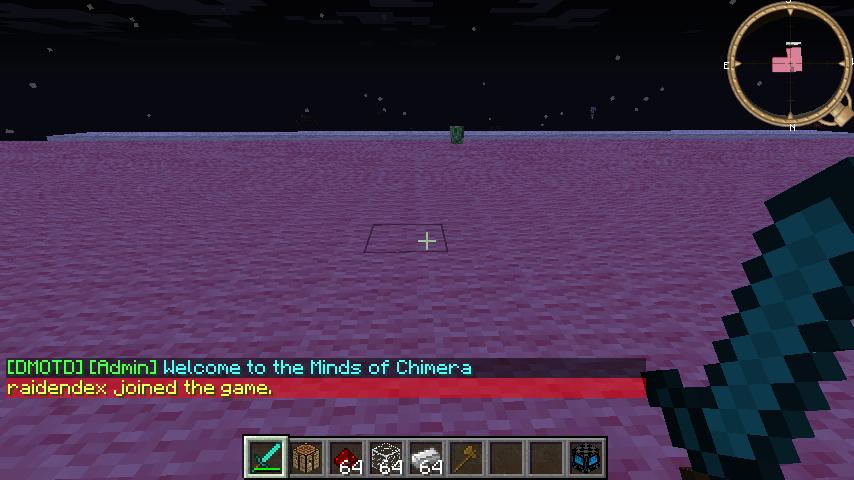 E
N
[DMOTD] [Admin] Welcome to the Minds of Chimera
raidendex joined the game.
64 64 64